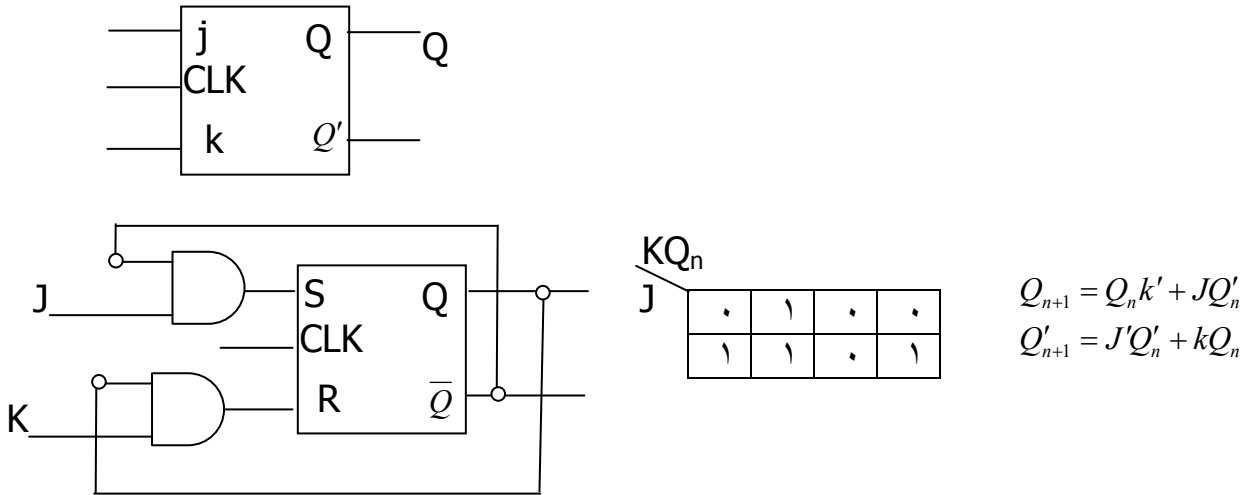 j Q Q
CLK
k Q′
KQn
J
J S Q
CLK
K R Q̅
٠ ١ ٠ ٠
١ ١ ٠ ١
Qn+1 = Qnk′ + JQ′n
Q′n+1 = J′Q′n + kQn